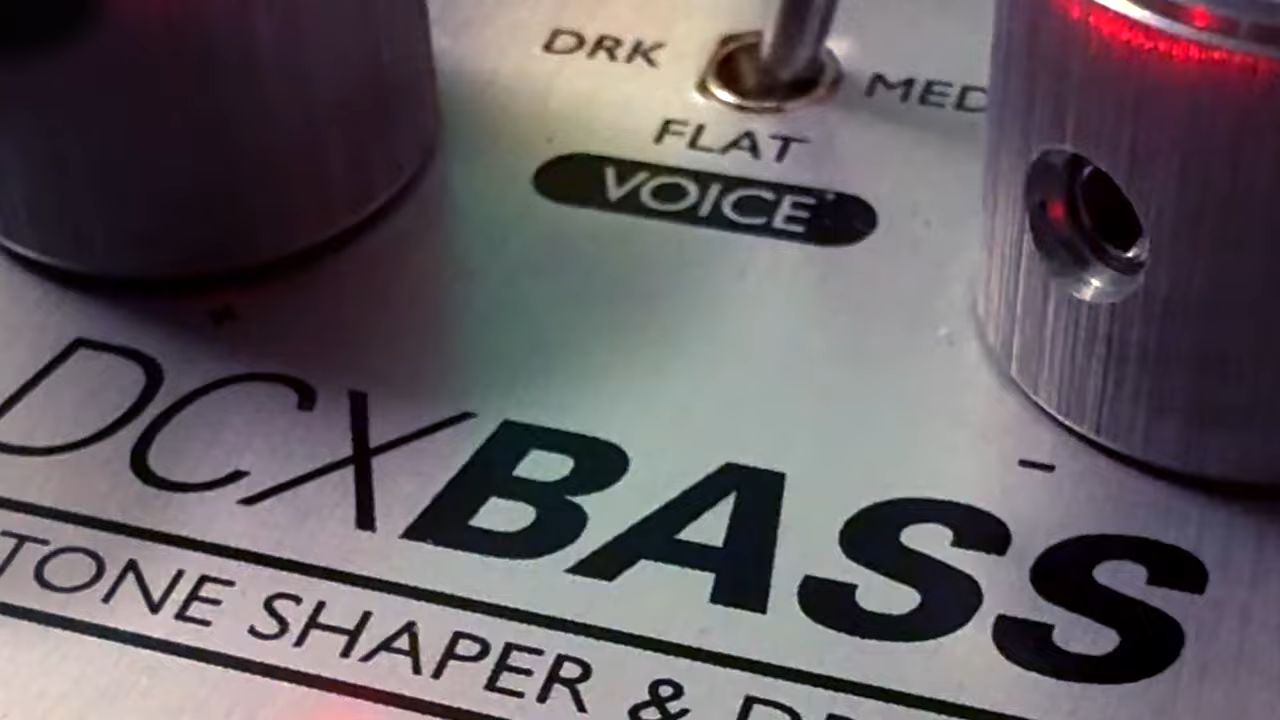 DRK MED
FLAT
VOICE
-
DCXBASS
TONE SHAPER &